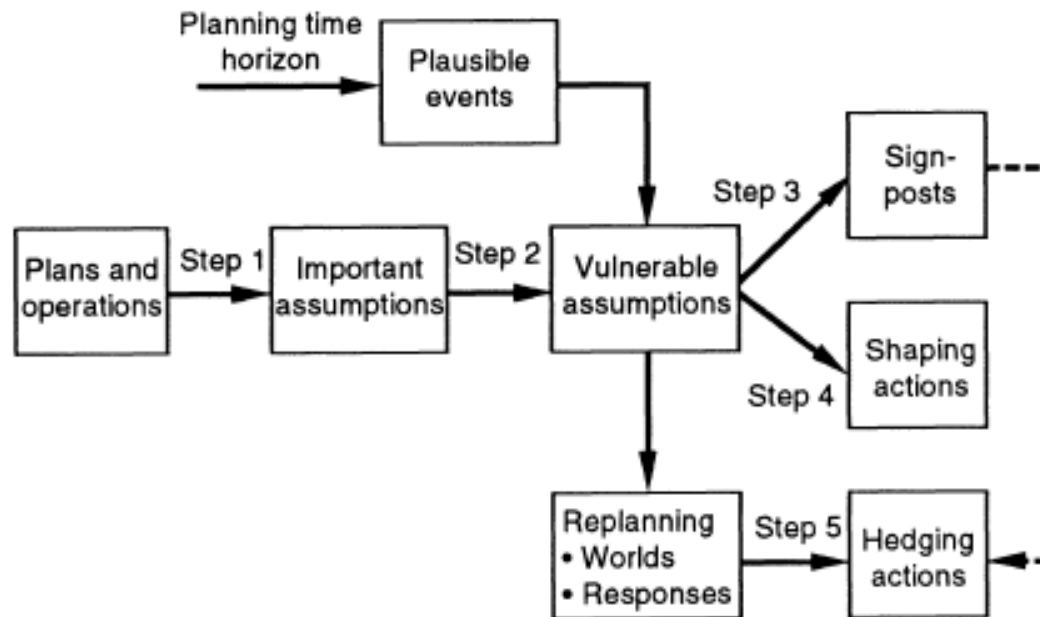 Planning time
horizon
Plausible
events
Sign-
posts
Step 3
Plans and
operations
Step 1
Important
assumptions
Step 2
Vulnerable
assumptions
Shaping
actions
Step 4
Replanning
• Worlds
• Responses
Step 5
Hedging
actions